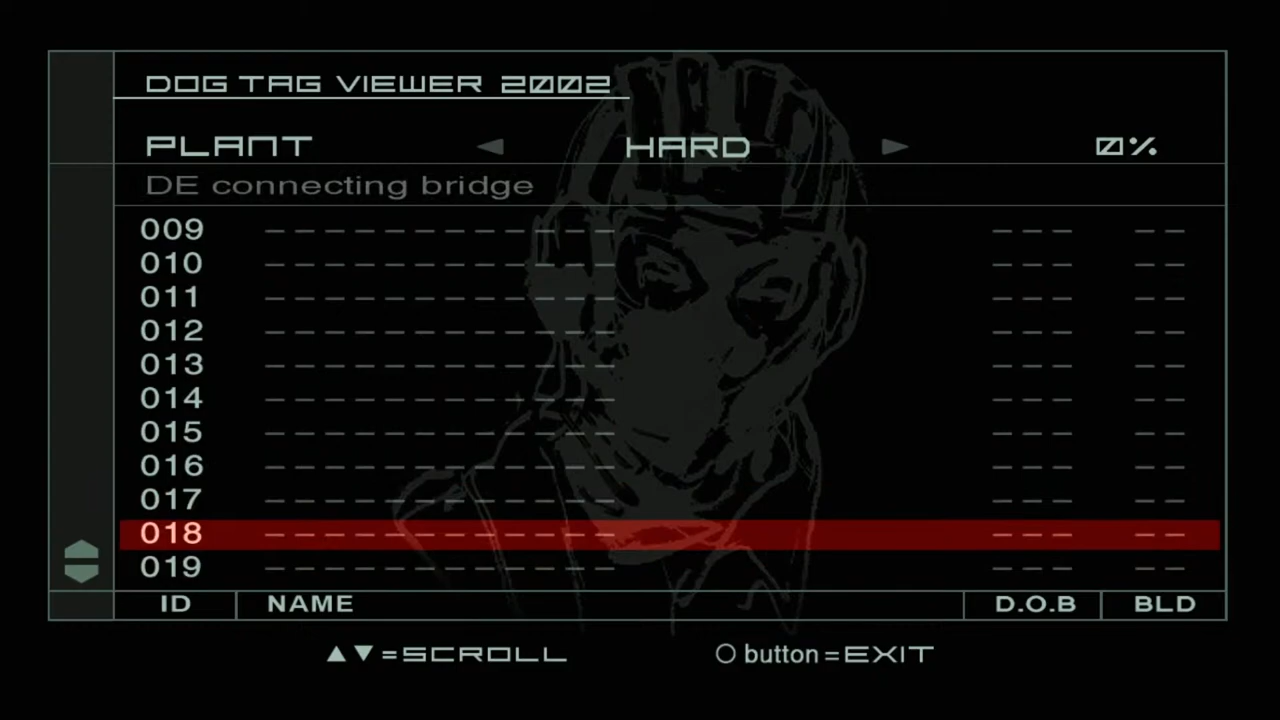 DOG TAG VIEWER 2002
PLANT ◄ HARD ► 0%
DE connecting bridge
009 _ _ _ _ _ _ _ _ _ _ _ _ _ _ _ _ _ _
010 _ _ _ _ _ _ _ _ _ _ _ _ _ _ _ _ _ _
011 _ _ _ _ _ _ _ _ _ _ _ _ _ _ _ _ _ _
012 _ _ _ _ _ _ _ _ _ _ _ _ _ _ _ _ _ _
013 _ _ _ _ _ _ _ _ _ _ _ _ _ _ _ _ _ _
014 _ _ _ _ _ _ _ _ _ _ _ _ _ _ _ _ _ _
015 _ _ _ _ _ _ _ _ _ _ _ _ _ _ _ _ _ _
016 _ _ _ _ _ _ _ _ _ _ _ _ _ _ _ _ _ _
017 _ _ _ _ _ _ _ _ _ _ _ _ _ _ _ _ _ _
018 _ _ _ _ _ _ _ _ _ _ _ _ _ _ _ _ _ _
019 _ _ _ _ _ _ _ _ _ _ _ _ _ _ _ _ _ _
ID NAME D.O.B BLD
▲▼=SCROLL ○ button=EXIT